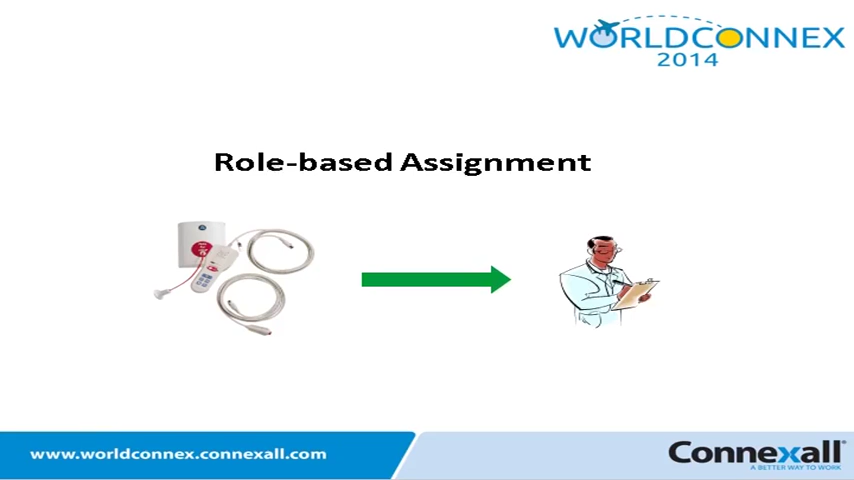 WORLDCONNEX
2014
Role-based Assignment
www.worldconnex.connexall.com
Connexall®
A BETTER WAY TO WORK